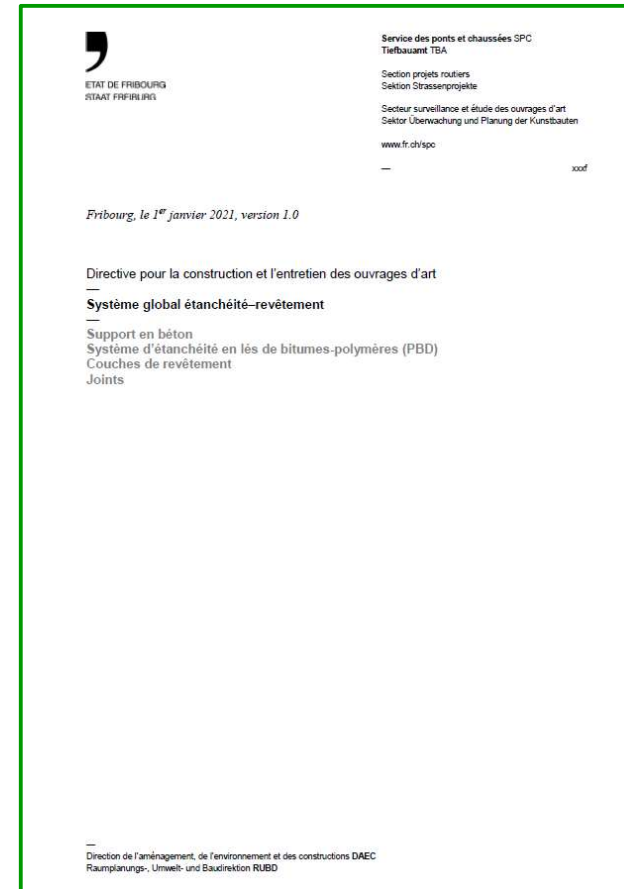 ETAT DE FRIBOURG
STAAT FREIBURG
Service des ponts et chaussées SPC
Tiefbauamt TBA
Section projets routiers
Sektion Strassenprojekte
Secteur surveillance et étude des ouvrages d'art
Sektor Überwachung und Planung der Kunstbauten
www.fr.ch/spc
— xxxf
Fribourg, le 1er janvier 2021, version 1.0
Directive pour la construction et l'entretien des ouvrages d'art
—
Système global étanchéité–revêtement
—
Support en béton
Système d'étanchéité en lés de bitumes-polymères (PBD)
Couches de revêtement
Joints
—
Direction de l'aménagement, de l'environnement et des constructions DAEC
Raumplanungs-, Umwelt- und Baudirektion RUBD